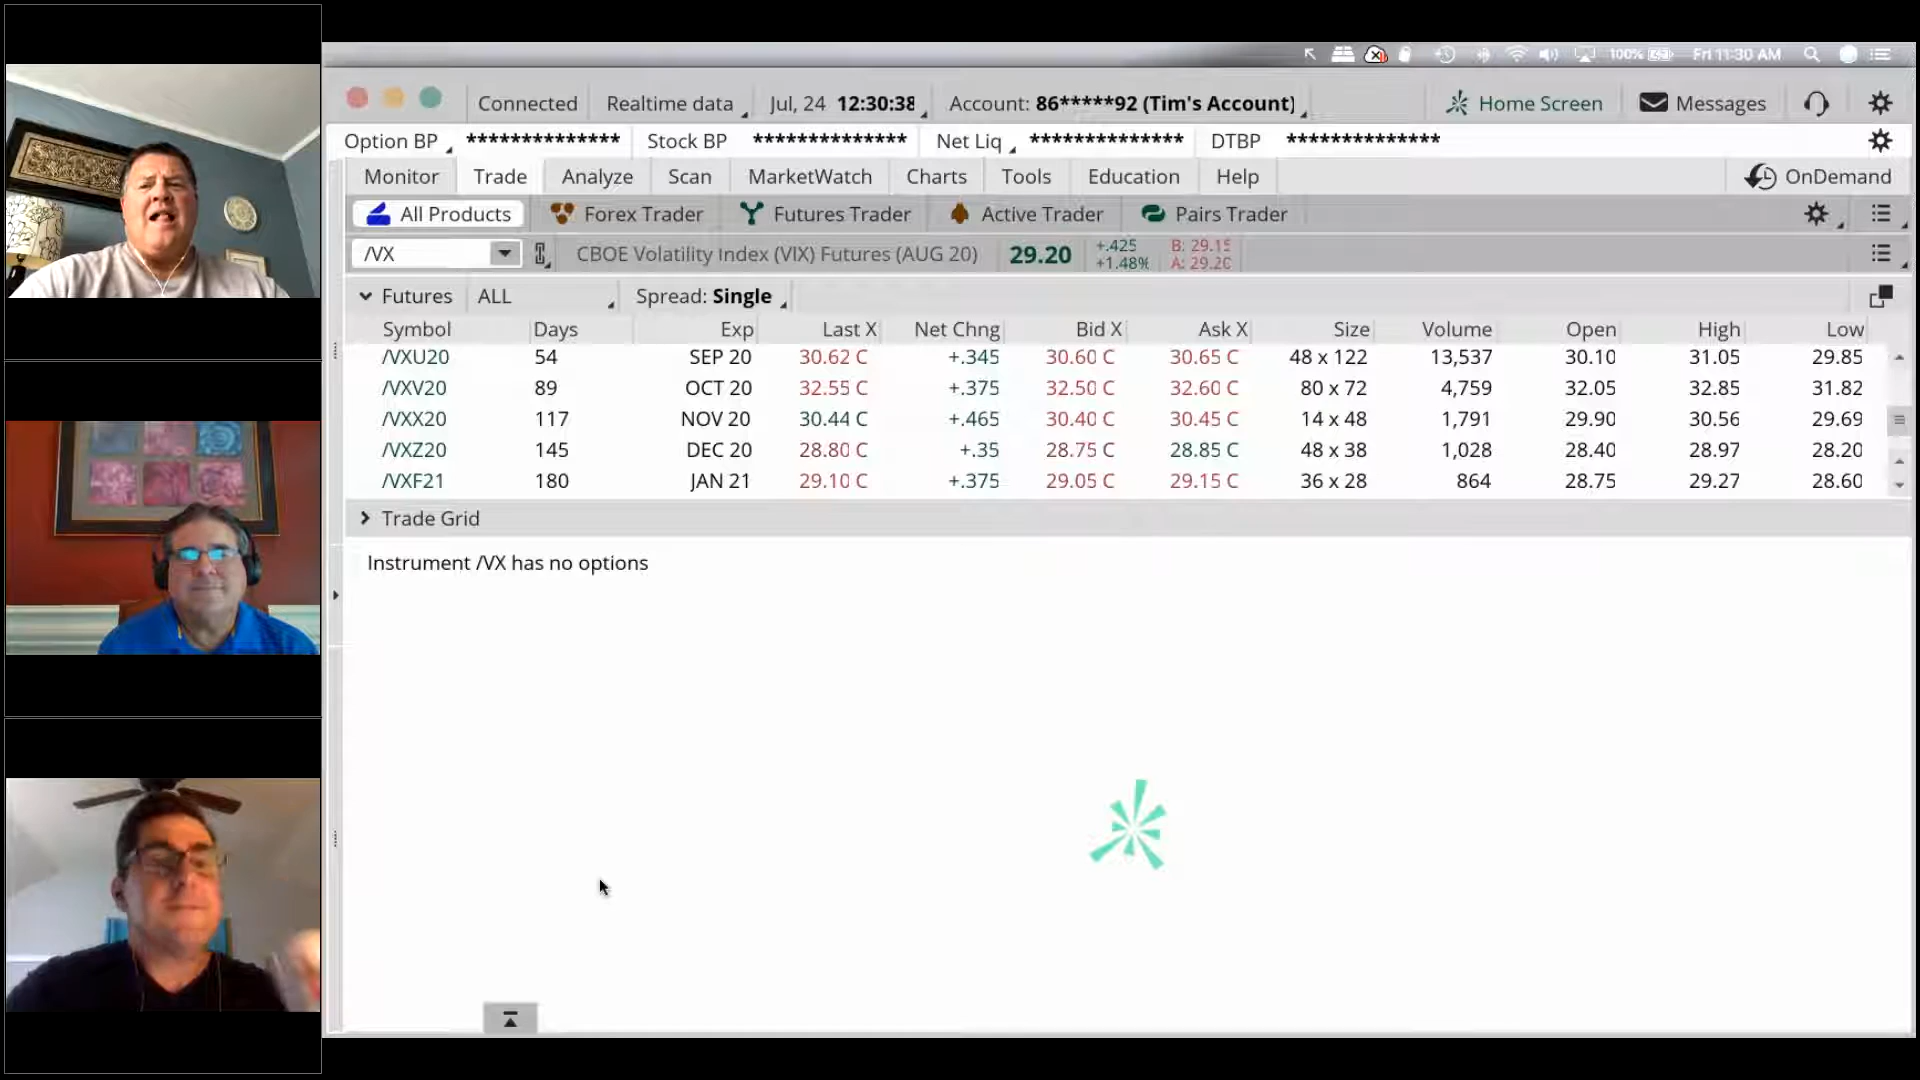 100% Fri 11:30 AM
Connected Realtime data Jul, 24 12:30:38 Account: 86*****92 (Tim's Account) Home Screen Messages
Option BP ************** Stock BP ************** Net Liq ************** DTBP **************
Monitor Trade Analyze Scan MarketWatch Charts Tools Education Help OnDemand
All Products Forex Trader Futures Trader Active Trader Pairs Trader
/VX CBOE Volatility Index (VIX) Futures (AUG 20) 29.20 +.425 B: 29.15
+1.48% A: 29.20
Futures ALL Spread: Single
Symbol Days Exp Last X Net Chng Bid X Ask X Size Volume Open High Low
/VXU20 54 SEP 20 30.62 C +.345 30.60 C 30.65 C 48 x 122 13,537 30.10 31.05 29.85
/VXV20 89 OCT 20 32.55 C +.375 32.50 C 32.60 C 80 x 72 4,759 32.05 32.85 31.82
/VXX20 117 NOV 20 30.44 C +.465 30.40 C 30.45 C 14 x 48 1,791 29.90 30.56 29.69
/VXZ20 145 DEC 20 28.80 C +.35 28.75 C 28.85 C 48 x 38 1,028 28.40 28.97 28.20
/VXF21 180 JAN 21 29.10 C +.375 29.05 C 29.15 C 36 x 28 864 28.75 29.27 28.60
Trade Grid
Instrument /VX has no options